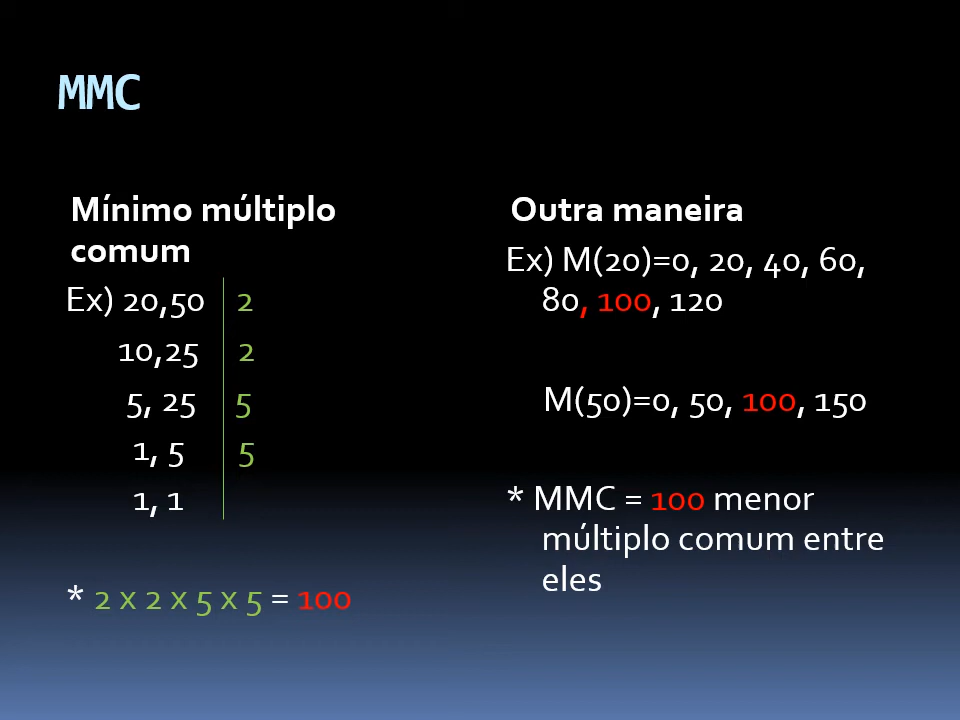 MMC
Mínimo múltiplo
comum
Ex) 20,50 2
10,25 2
5, 25 5
1, 5 5
1, 1
* 2 x 2 x 5 x 5 = 100
Outra maneira
Ex) M(20)=0, 20, 40, 60,
80, 100, 120
M(50)=0, 50, 100, 150
* MMC = 100 menor
múltiplo comum entre
eles